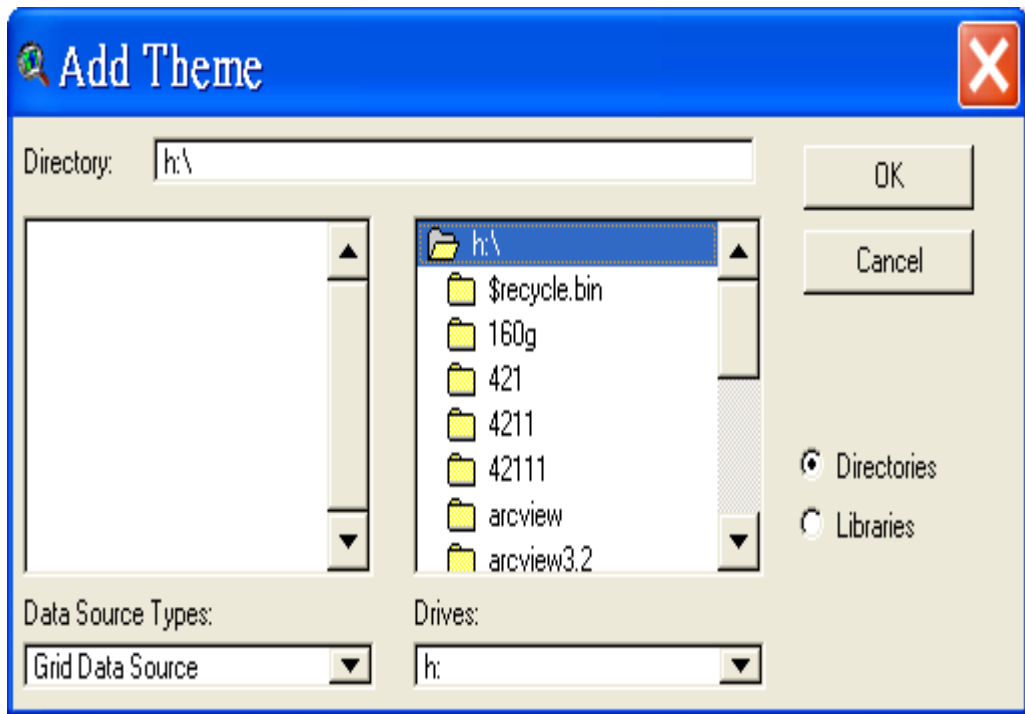 Add Theme
Directory:
h:\
OK
Cancel
h:\
$recycle.bin
160g
421
4211
42111
arcview
arcview3.2
Directories
Libraries
Data Source Types:
Grid Data Source
Drives:
h: